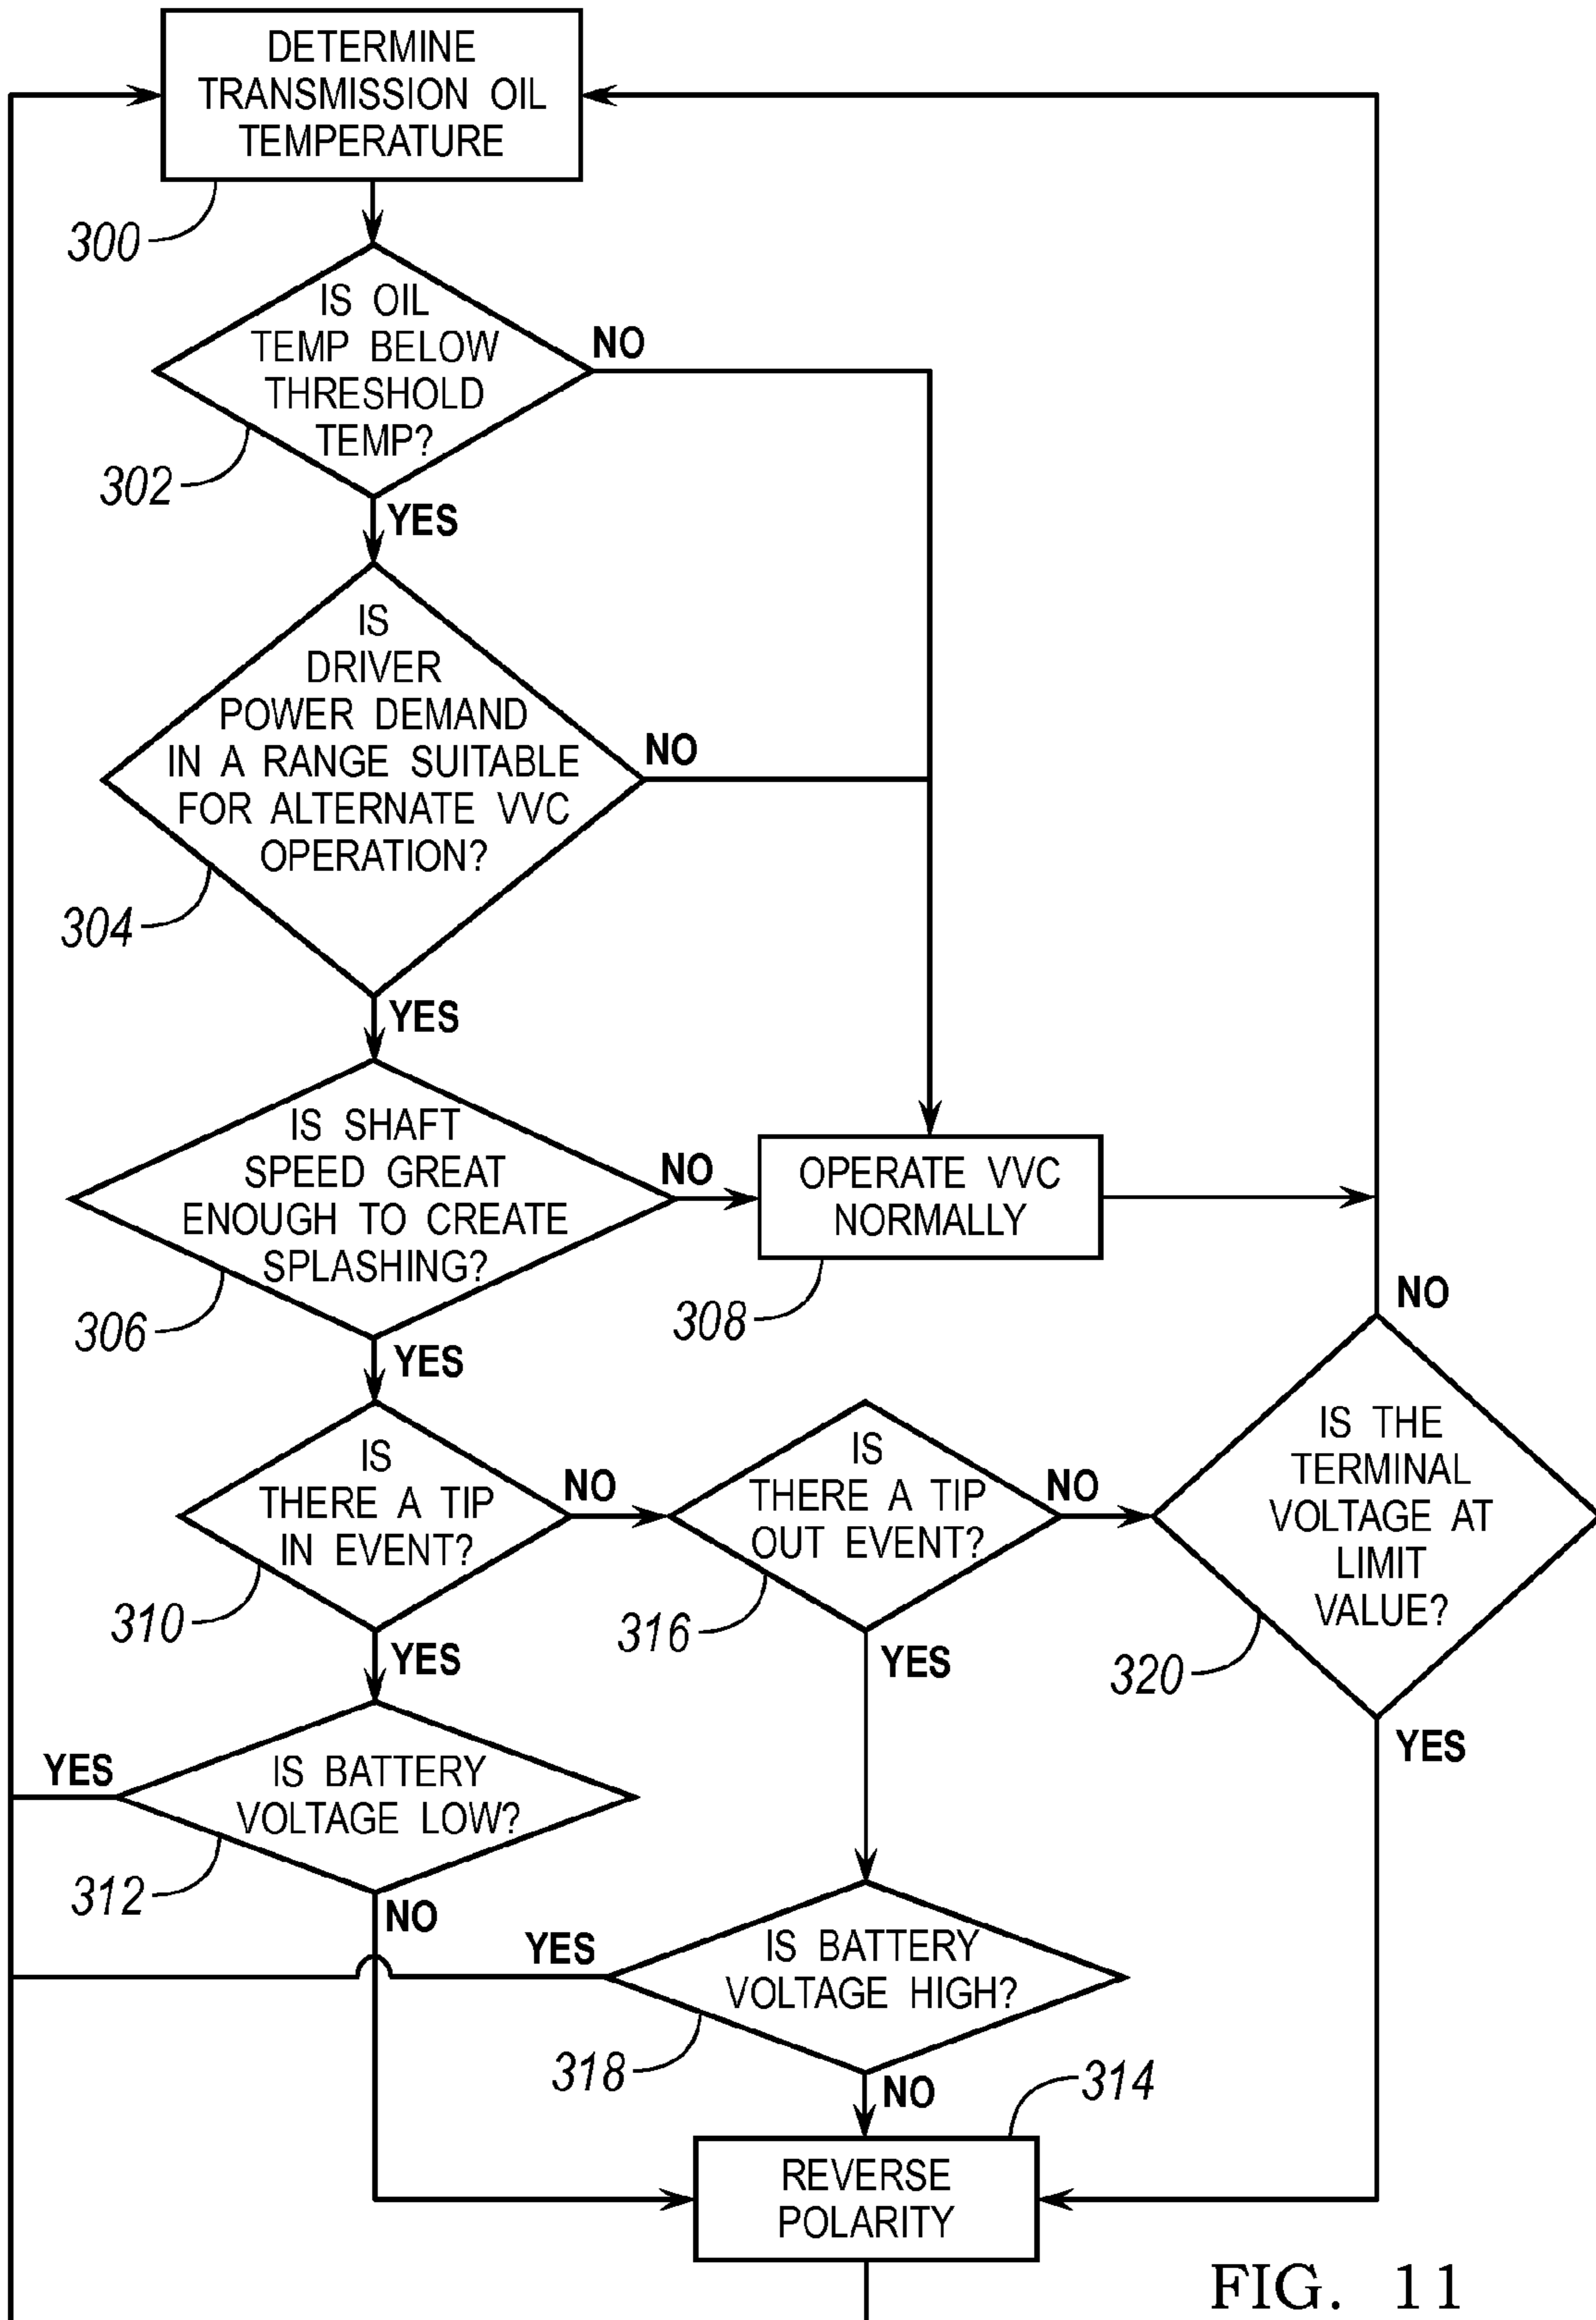 DETERMINE
TRANSMISSION OIL
TEMPERATURE
300
IS OIL
TEMP BELOW
THRESHOLD
TEMP?
NO
302
YES
IS
DRIVER
POWER DEMAND
IN A RANGE SUITABLE
FOR ALTERNATE VVC
OPERATION?
NO
304
YES
IS SHAFT
SPEED GREAT
ENOUGH TO CREATE
SPLASHING?
NO
306
YES
OPERATE VVC
NORMALLY
308
IS
THERE A TIP
IN EVENT?
NO
310
YES
IS
THERE A TIP
OUT EVENT?
NO
316
YES
NO
IS THE
TERMINAL
VOLTAGE AT
LIMIT
VALUE?
320
YES
YES
IS BATTERY
VOLTAGE LOW?
312
NO
YES
IS BATTERY
VOLTAGE HIGH?
318
NO
314
REVERSE
POLARITY
FIG. 11